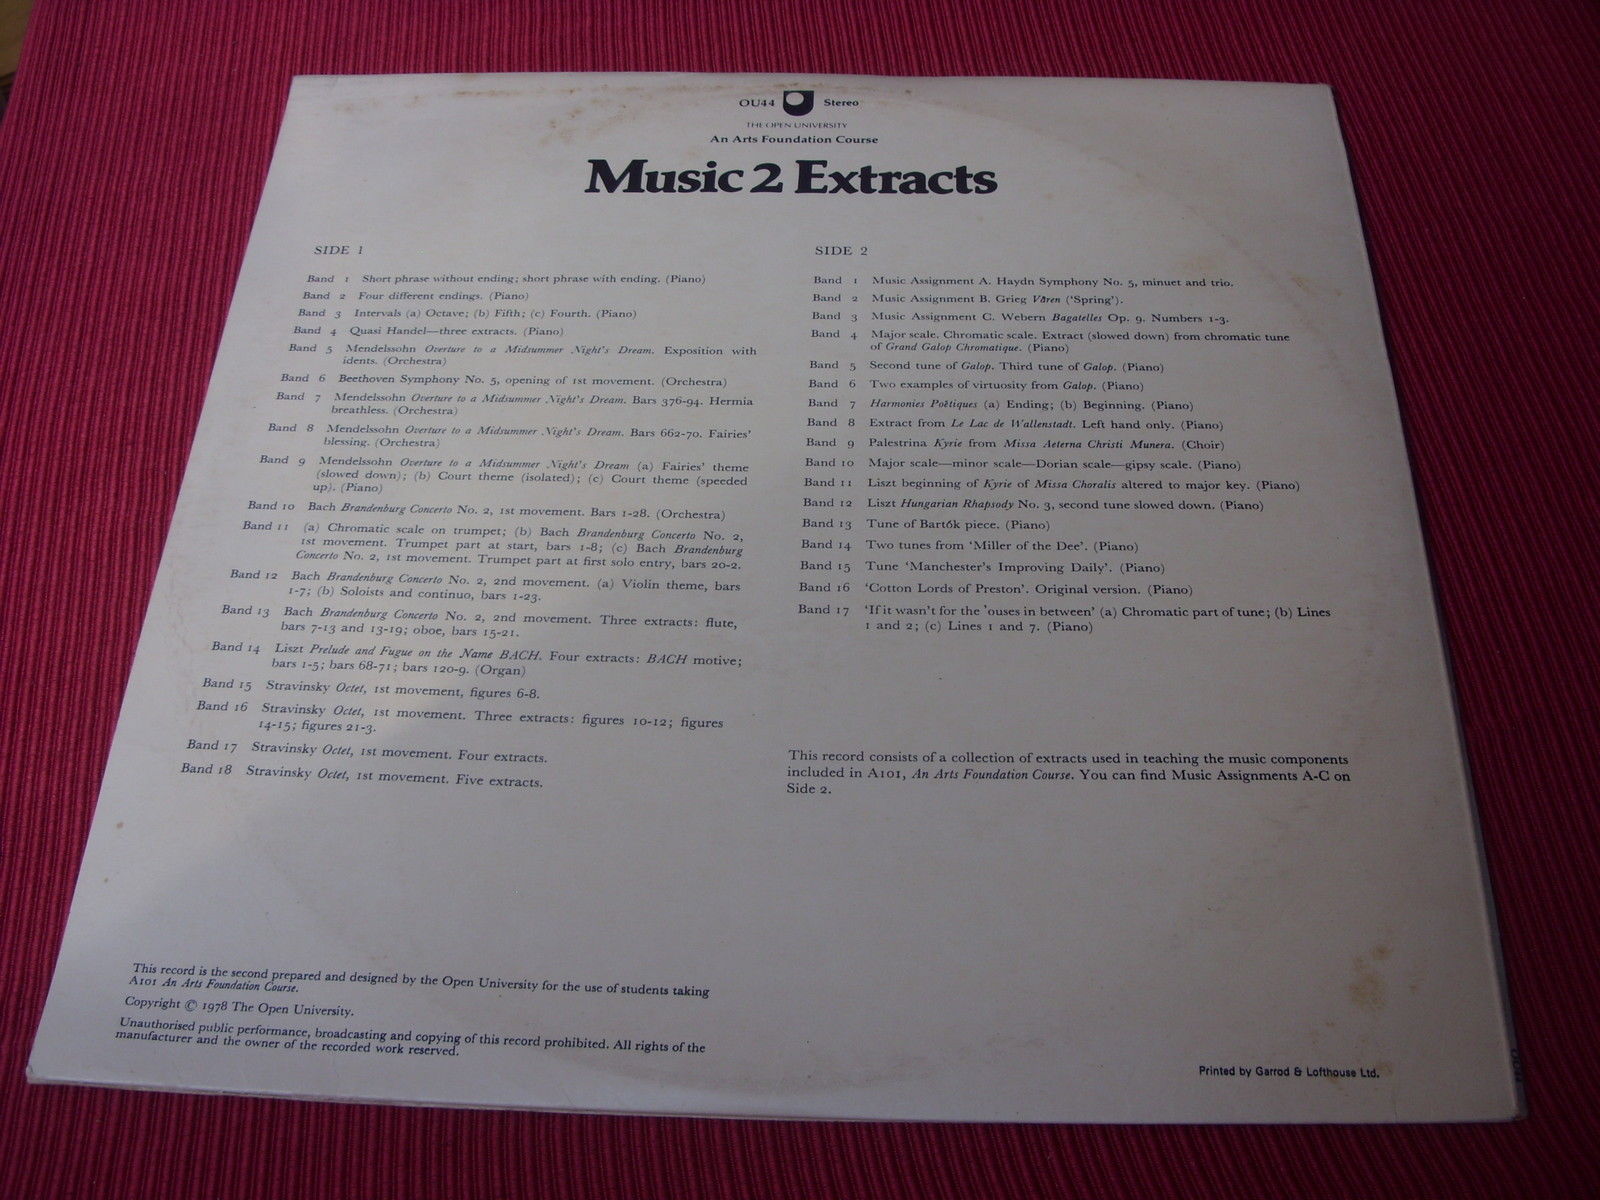 OU44 Stereo
THE OPEN UNIVERSITY
An Arts Foundation Course
Music 2 Extracts
SIDE 1
Band 1 Short phrase without ending; short phrase with ending. (Piano)
Band 2 Four different endings. (Piano)
Band 3 Intervals (a) Octave; (b) Fifth; (c) Fourth. (Piano)
Band 4 Quasi Handel—three extracts. (Piano)
Band 5 Mendelssohn Overture to a Midsummer Night's Dream. Exposition with
idents. (Orchestra)
Band 6 Beethoven Symphony No. 5, opening of 1st movement. (Orchestra)
Band 7 Mendelssohn Overture to a Midsummer Night's Dream. Bars 376-94. Hermia
breathless. (Orchestra)
Band 8 Mendelssohn Overture to a Midsummer Night's Dream. Bars 662-70. Fairies'
blessing. (Orchestra)
Band 9 Mendelssohn Overture to a Midsummer Night's Dream (a) Fairies' theme
(slowed down); (b) Court theme (isolated); (c) Court theme (speeded
up). (Piano)
Band 10 Bach Brandenburg Concerto No. 2, 1st movement. Bars 1-28. (Orchestra)
Band 11 (a) Chromatic scale on trumpet; (b) Bach Brandenburg Concerto No. 2,
1st movement. Trumpet part at start, bars 1-8; (c) Bach Brandenburg
Concerto No. 2, 1st movement. Trumpet part at first solo entry, bars 20-2.
Band 12 Bach Brandenburg Concerto No. 2, 2nd movement. (a) Violin theme, bars
1-7; (b) Soloists and continuo, bars 1-23.
Band 13 Bach Brandenburg Concerto No. 2, 2nd movement. Three extracts: flute,
bars 7-13 and 13-19; oboe, bars 15-21.
Band 14 Liszt Prelude and Fugue on the Name BACH. Four extracts: BACH motive;
bars 1-5; bars 68-71; bars 120-9. (Organ)
Band 15 Stravinsky Octet, 1st movement, figures 6-8.
Band 16 Stravinsky Octet, 1st movement. Three extracts: figures 10-12; figures
14-15; figures 21-3.
Band 17 Stravinsky Octet, 1st movement. Four extracts.
Band 18 Stravinsky Octet, 1st movement. Five extracts.
SIDE 2
Band 1 Music Assignment A. Haydn Symphony No. 5, minuet and trio.
Band 2 Music Assignment B. Grieg Våren ('Spring').
Band 3 Music Assignment C. Webern Bagatelles Op. 9. Numbers 1-3.
Band 4 Major scale. Chromatic scale. Extract (slowed down) from chromatic tune
of Grand Galop Chromatique. (Piano)
Band 5 Second tune of Galop. Third tune of Galop. (Piano)
Band 6 Two examples of virtuosity from Galop. (Piano)
Band 7 Harmonies Poètiques (a) Ending; (b) Beginning. (Piano)
Band 8 Extract from Le Lac de Wallenstadt. Left hand only. (Piano)
Band 9 Palestrina Kyrie from Missa Aeterna Christi Munera. (Choir)
Band 10 Major scale—minor scale—Dorian scale—gipsy scale. (Piano)
Band 11 Liszt beginning of Kyrie of Missa Choralis altered to major key. (Piano)
Band 12 Liszt Hungarian Rhapsody No. 3, second tune slowed down. (Piano)
Band 13 Tune of Bartók piece. (Piano)
Band 14 Two tunes from 'Miller of the Dee'. (Piano)
Band 15 Tune 'Manchester's Improving Daily'. (Piano)
Band 16 'Cotton Lords of Preston'. Original version. (Piano)
Band 17 'If it wasn't for the 'ouses in between' (a) Chromatic part of tune; (b) Lines
1 and 2; (c) Lines 1 and 7. (Piano)
This record consists of a collection of extracts used in teaching the music components
included in A101, An Arts Foundation Course. You can find Music Assignments A-C on
Side 2.
This record is the second prepared and designed by the Open University for the use of students taking
A101 An Arts Foundation Course.
Copyright © 1978 The Open University.
Unauthorised public performance, broadcasting and copying of this record prohibited. All rights of the
manufacturer and the owner of the recorded work reserved.
Printed by Garrod & Lofthouse Ltd.
OU44